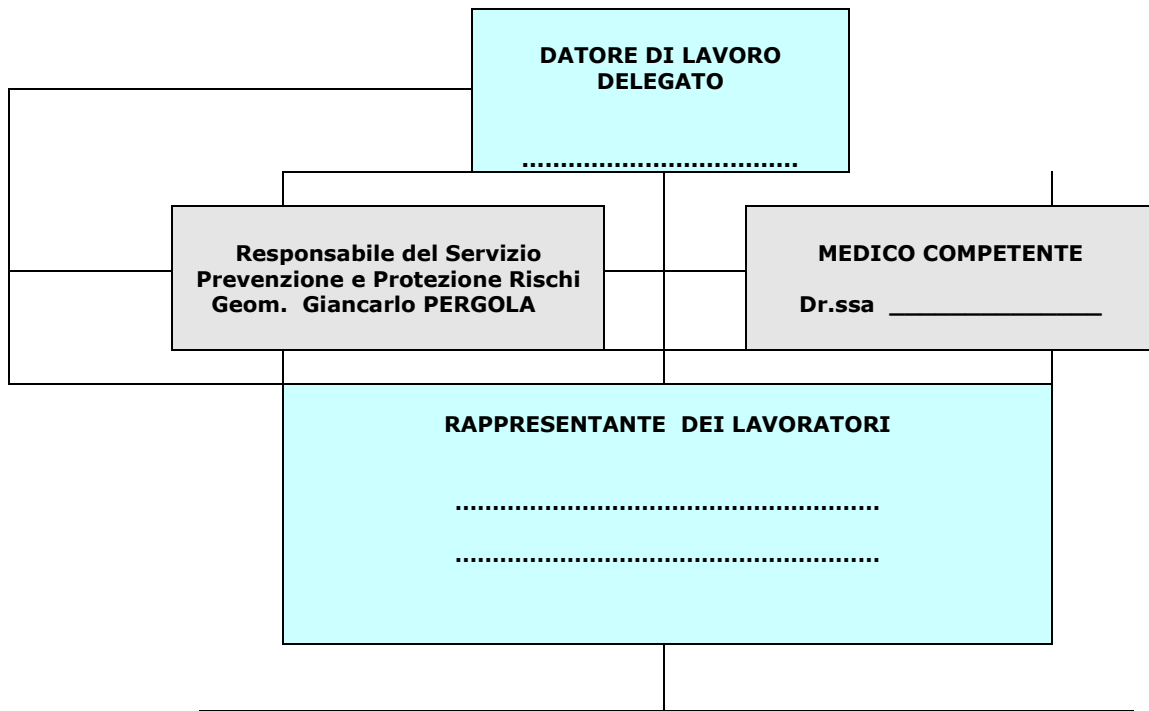 DATORE DI LAVORO
DELEGATO
....................................
Responsabile del Servizio
Prevenzione e Protezione Rischi
Geom. Giancarlo PERGOLA
MEDICO COMPETENTE
Dr.ssa _______________
RAPPRESENTANTE DEI LAVORATORI
........................................................
........................................................